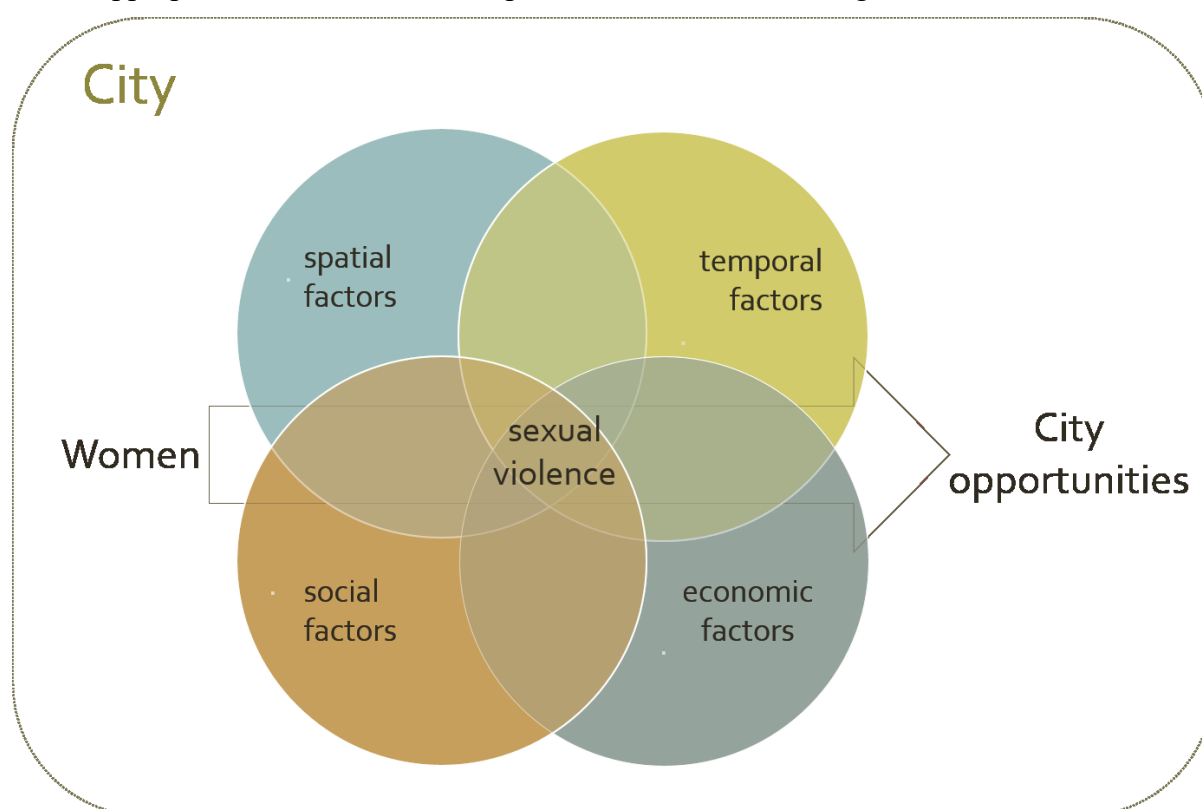 City
spatial
factors
temporal
factors
sexual
violence
Women
City
opportunities
social
factors
economic
factors